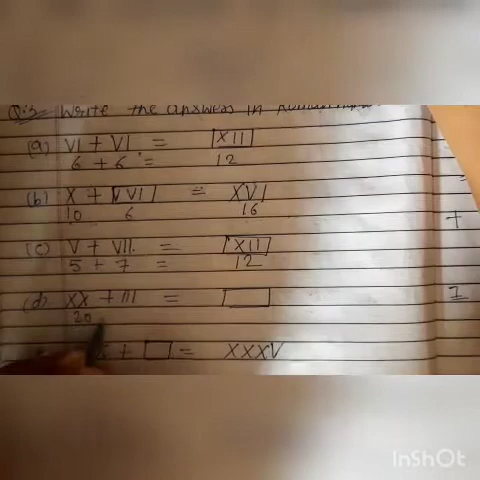 Q:3 Write the answers in
(a) VI + VI = XII
6 + 6 = 12
(b) X + VI = XVI
10 6 16
(c) V + VII = XII
5 + 7 = 12
(d) XX + III =
20
+ = XXXV
+
I
InShOt